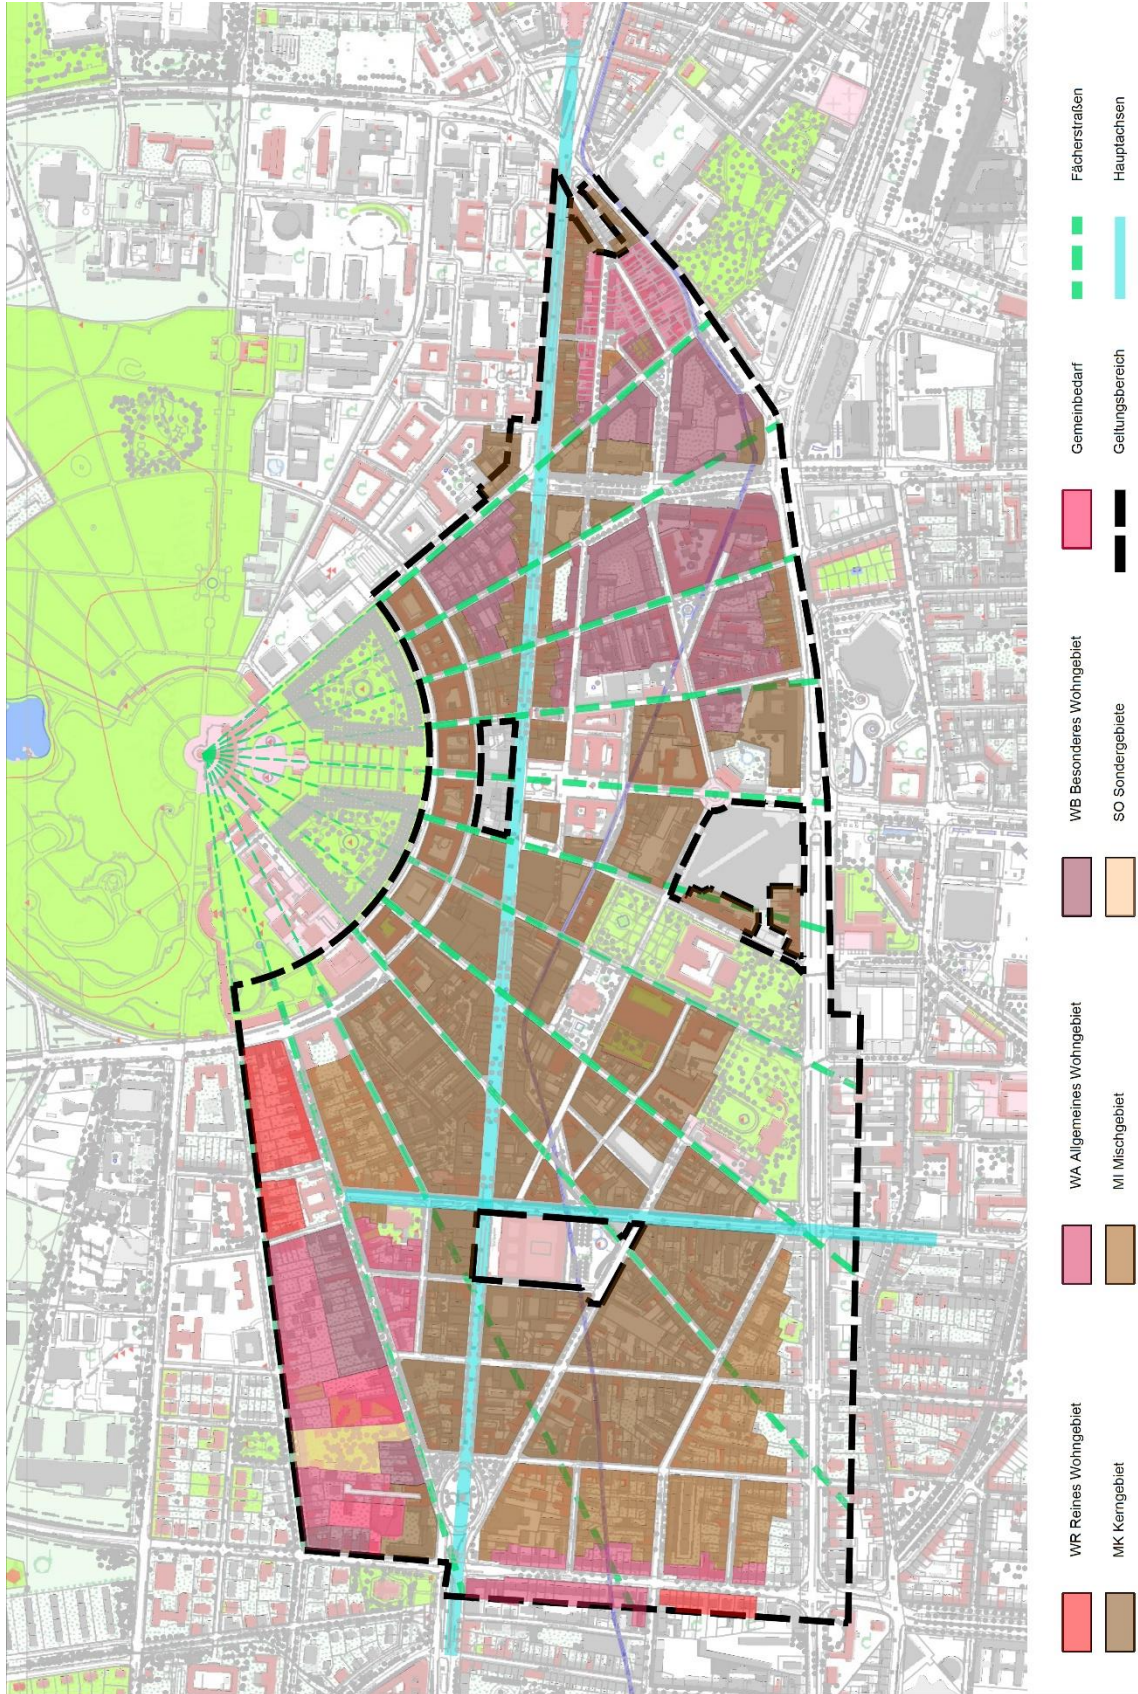 WR Reines Wohngebiet
WA Allgemeines Wohngebiet
WB Besonderes Wohngebiet
Gemeinbedarf
Fächerstraßen
MK Kerngebiet
MI Mischgebiet
SO Sondergebiete
Geltungsbereich
Hauptachsen